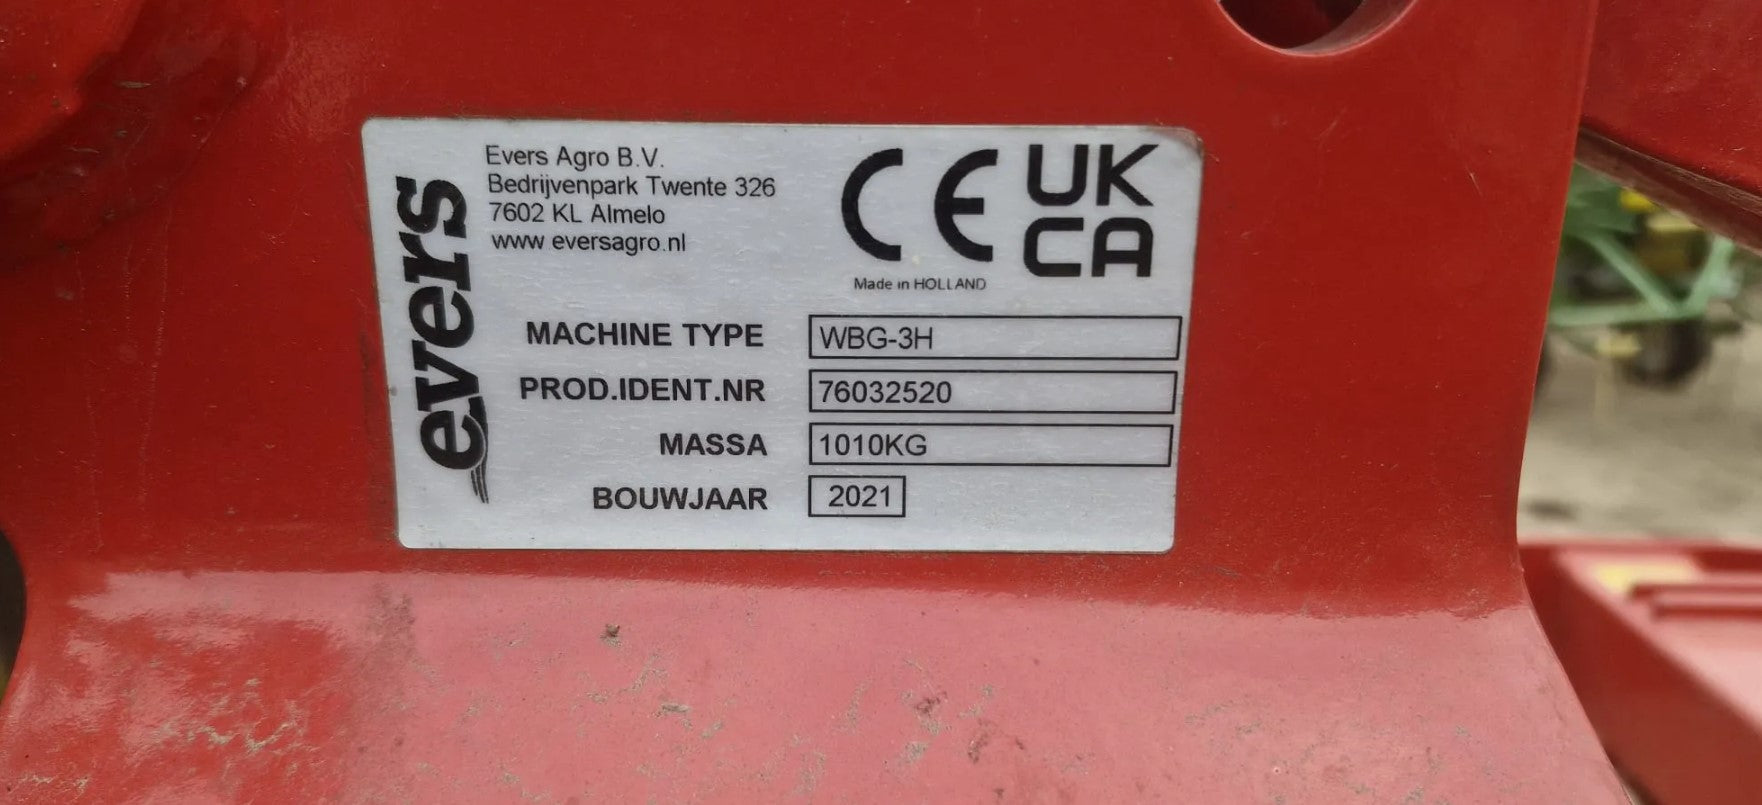 evers
Evers Agro B.V.
Bedrijvenpark Twente 326
7602 KL Almelo
www.eversagro.nl
CE
UK
CA
Made in HOLLAND
MACHINE TYPE WBG-3H
PROD.IDENT.NR 76032520
MASSA 1010KG
BOUWJAAR 2021